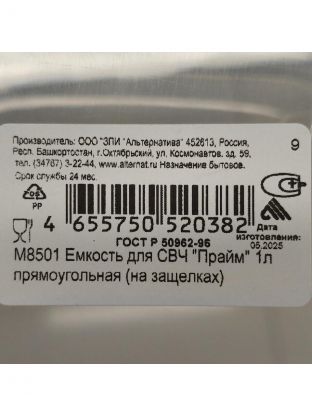 Производитель: ООО "ЗПИ "Альтернатива" 452613, Россия,
Респ. Башкортостан, г.Октябрьский, ул. Космонавтов, зд. 59,
тел. (34767) 3-22-44, www.alternat.ru Назначение бытовое.
Срок службы 24 мес.
9
05
PP
4 655750 520382
Дата
изготовления:
06.2025
ГОСТ Р 50962-96
М8501 Емкость для СВЧ "Прайм" 1л
прямоугольная (на защелках)